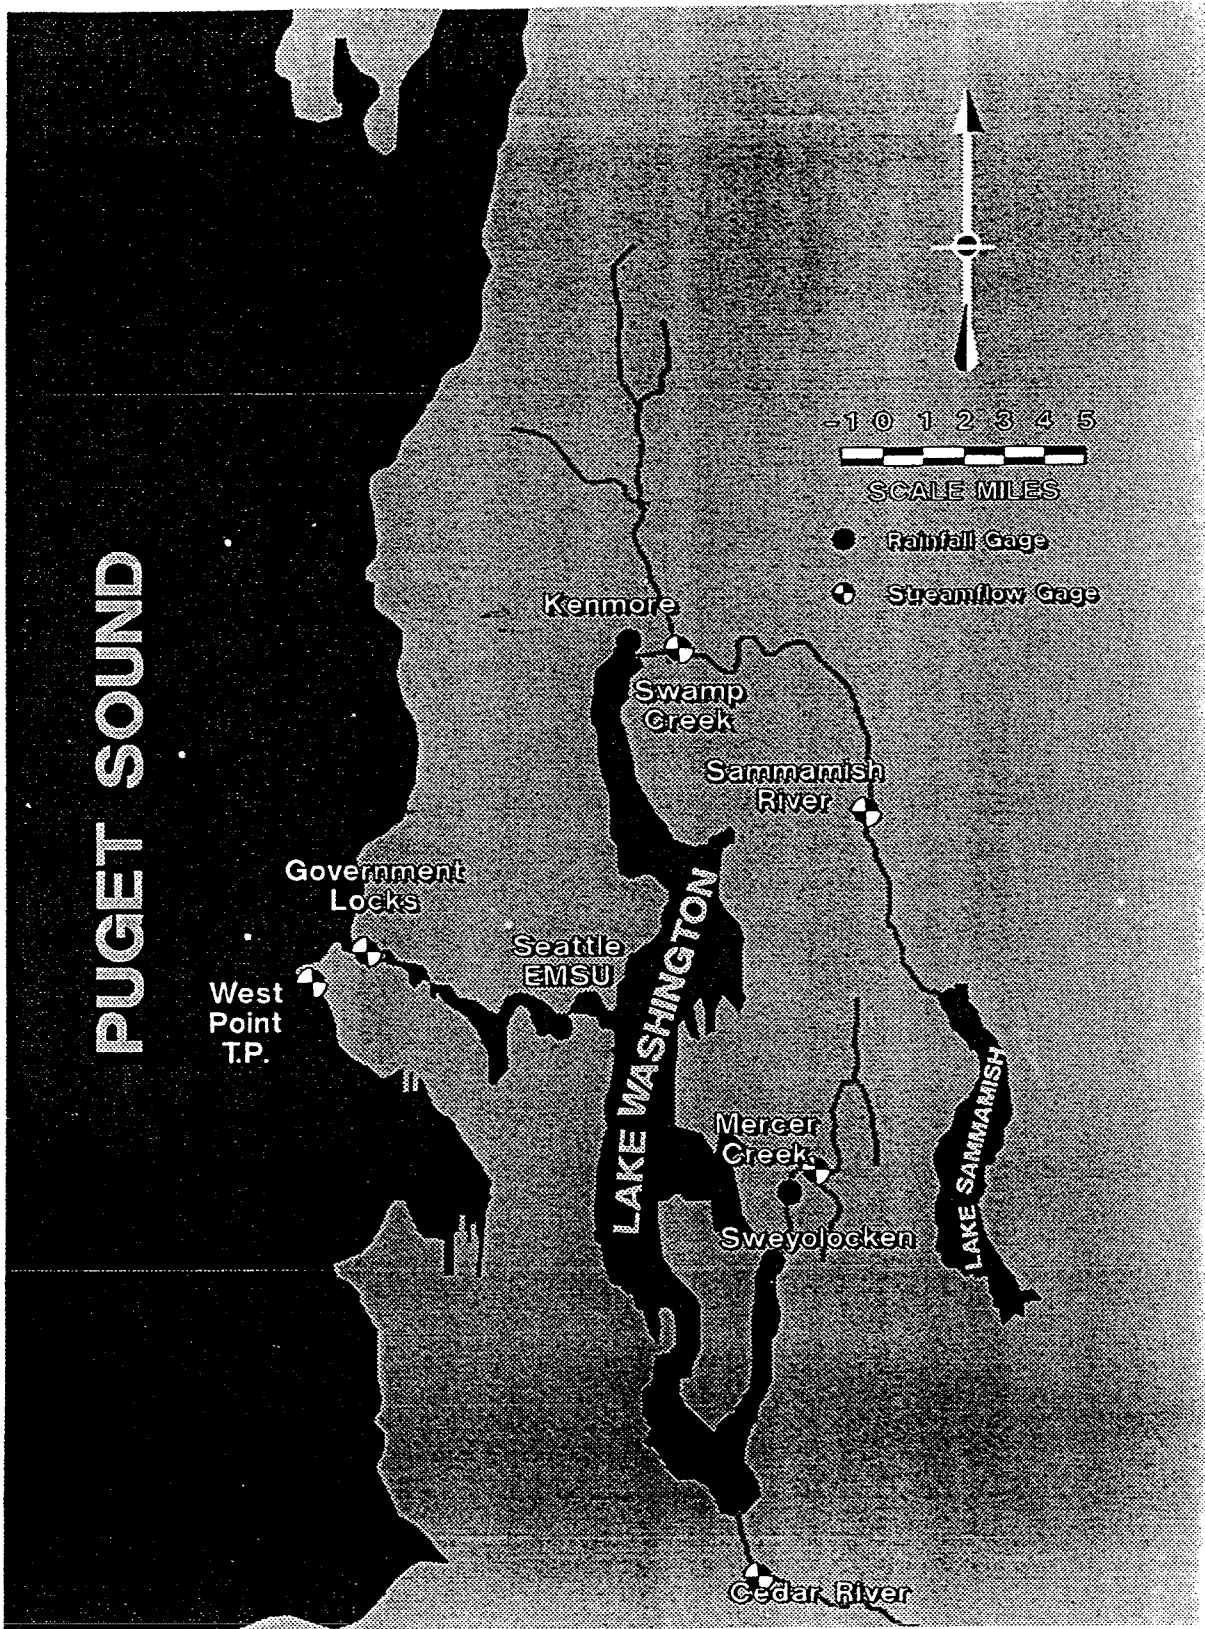 -1 0 1 2 3 4 5
SCALE MILES
Rainfall Gage
Streamflow Gage
Kenmore
Swamp
Creek
Sammamish
River
PUGET SOUND
Government
Locks
Seattle
EMSU
West
Point
T.P.
LAKE WASHINGTON
LAKE SAMMAMISH
Mercer
Creek
Sweyolocken
Cedar River